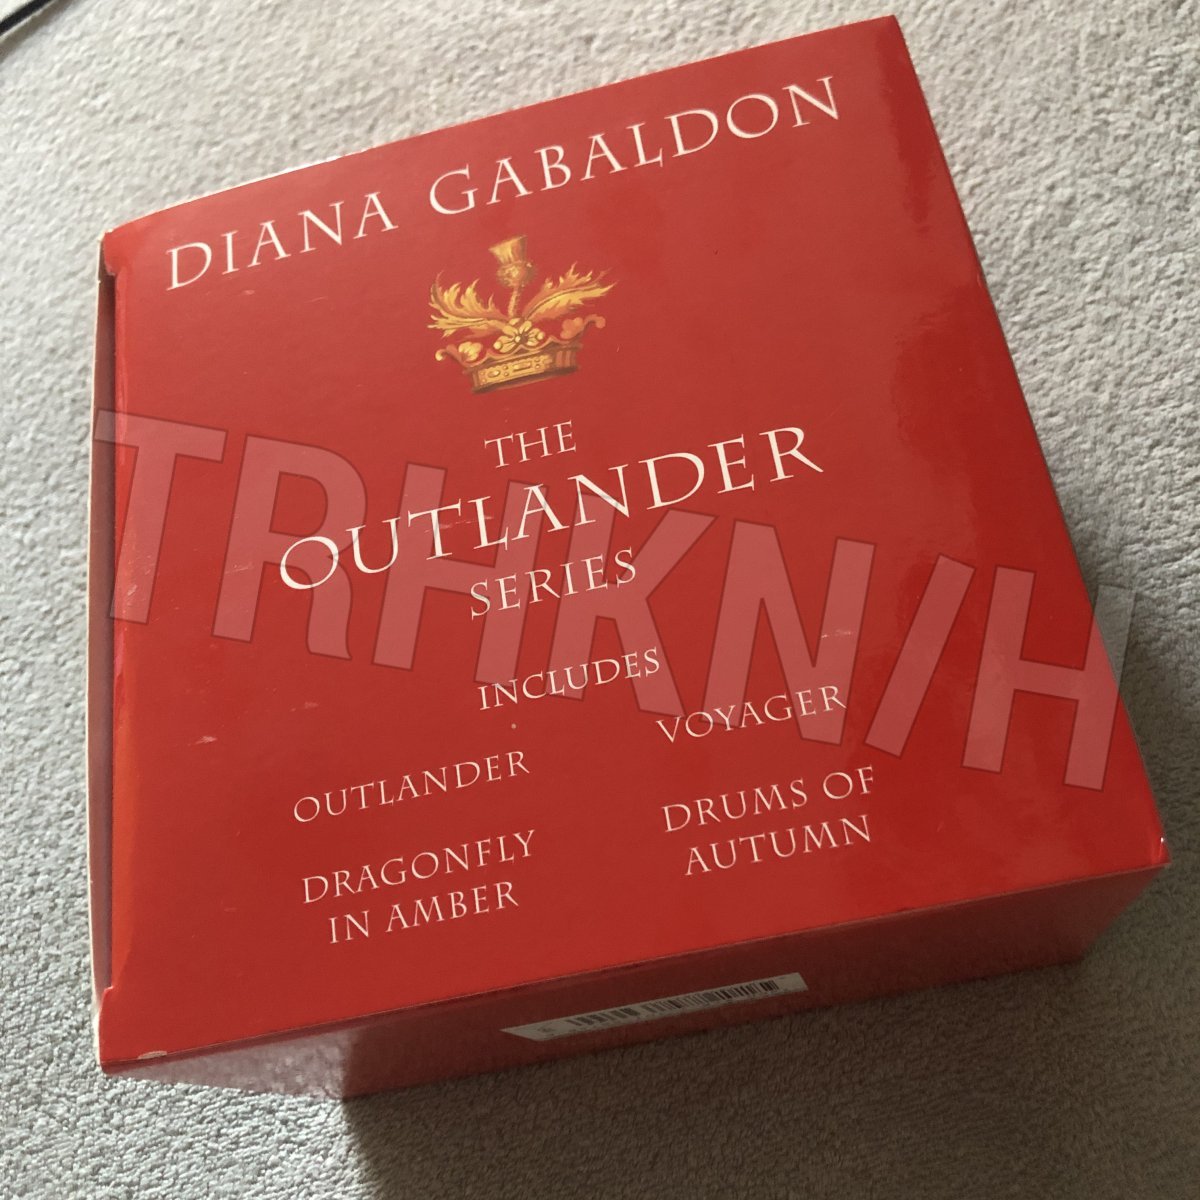 DIANA GABALDON
THE
OUTLANDER
SERIES
INCLUDES
OUTLANDER
DRAGONFLY
IN AMBER
VOYAGER
DRUMS OF
AUTUMN
TRHKN/H